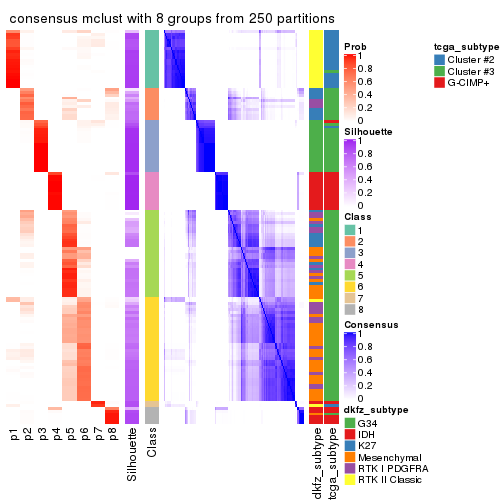 consensus mclust with 8 groups from 250 partitions
Prob
1
0.8
0.6
0.4
0.2
0
Silhouette
1
0.8
0.6
0.4
0.2
0
Class
1
2
3
4
5
6
7
8
Consensus
1
0.8
0.6
0.4
0.2
0
dkfz_subtype
G34
IDH
K27
Mesenchymal
RTK I PDGFRA
RTK II Classic
tcga_subtype
Cluster #2
Cluster #3
G-CIMP+
p1
p2
p3
p4
p5
p6
p7
p8
Silhouette
Class
dkfz_subtype
tcga_subtype